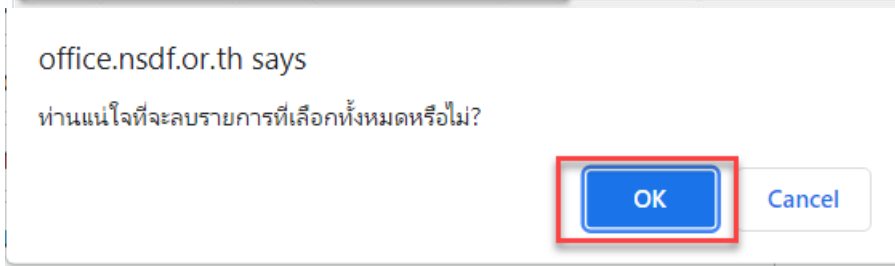 office.nsdf.or.th says
ท่านแน่ใจที่จะลบรายการที่เลือกทั้งหมดหรือไม่?
OK Cancel